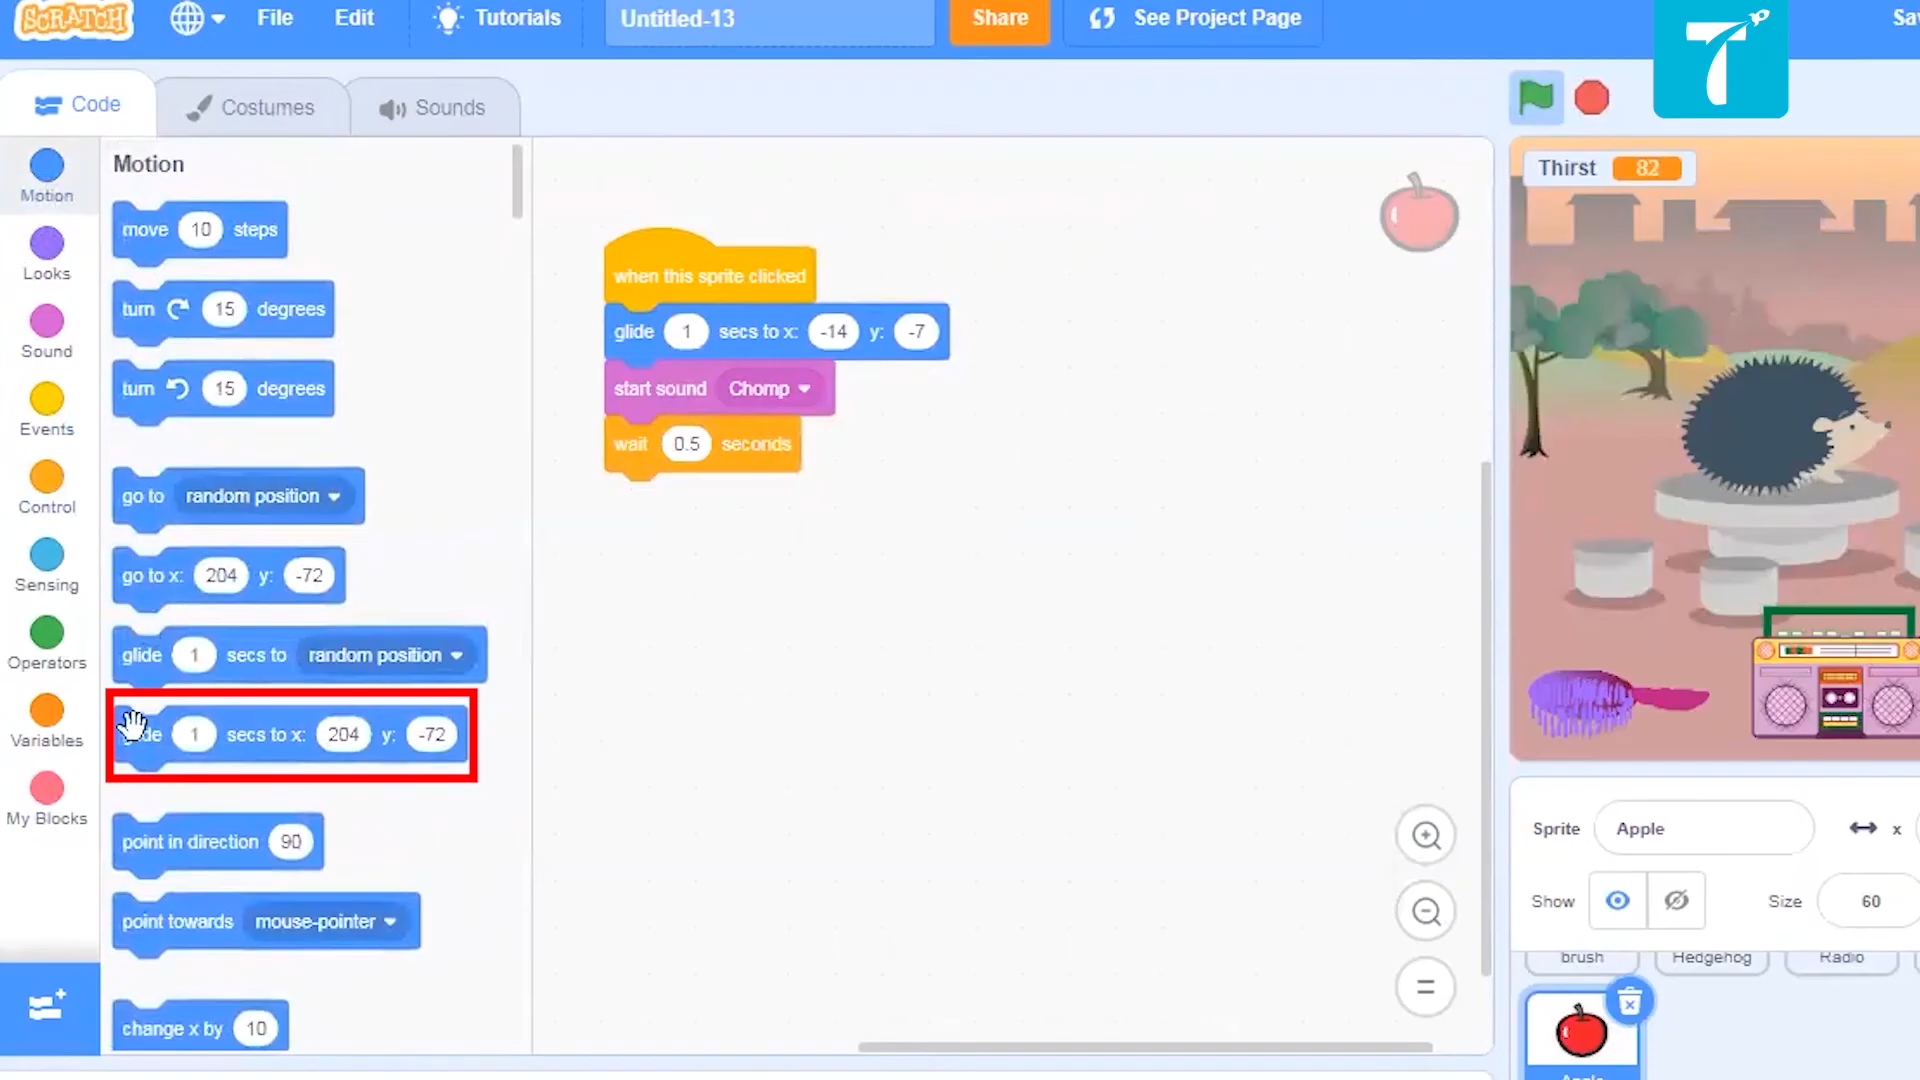 SCRATCH File Edit Tutorials Untitled-13 Share See Project Page
Code Costumes Sounds
Motion
Looks
Sound
Events
Control
Sensing
Operators
Variables
My Blocks
Motion
move 10 steps
turn 15 degrees
turn 15 degrees
go to random position
go to x: 204 y: -72
glide 1 secs to random position
secs to x: 204 y: -72
point in direction 90
point towards mouse-pointer
change x by 10
when this sprite clicked
glide 1 secs to x: -14 y: -7
start sound Chomp
wait 0.5 seconds
Thirst 82
Sprite Apple x
Show Size 60
brush Hedgehog Radio